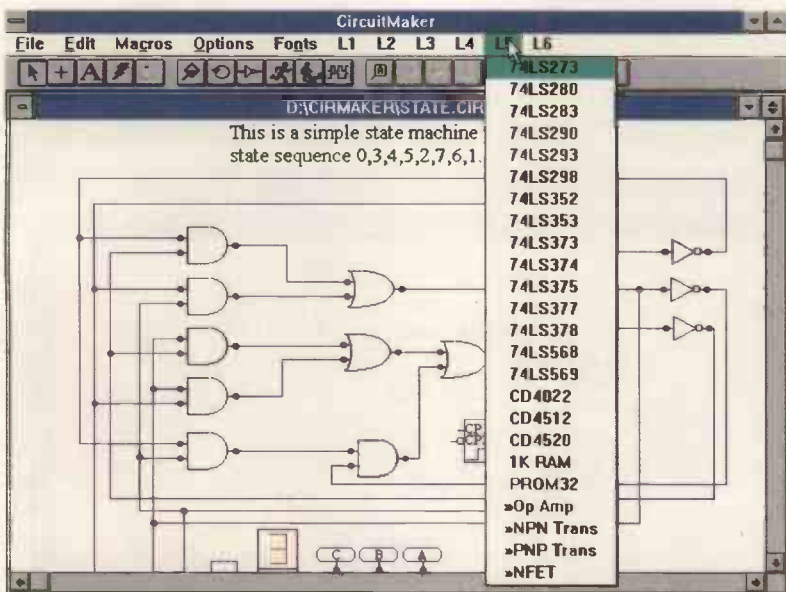 CircuitMaker
File Edit Macros Options Fonts L1 L2 L3 L4 L5 L6
D:\CIRMAKER\STATE.CIR
This is a simple state machine
state sequence 0,3,4,5,2,7,6,1.
74LS273
74LS280
74LS283
74LS290
74LS293
74LS298
74LS352
74LS353
74LS373
74LS374
74LS375
74LS377
74LS378
74LS568
74LS569
CD4022
CD4512
CD4520
1K RAM
PROM32
»Op Amp
»NPN Trans
»PNP Trans
»NFET
A
CP
C B A